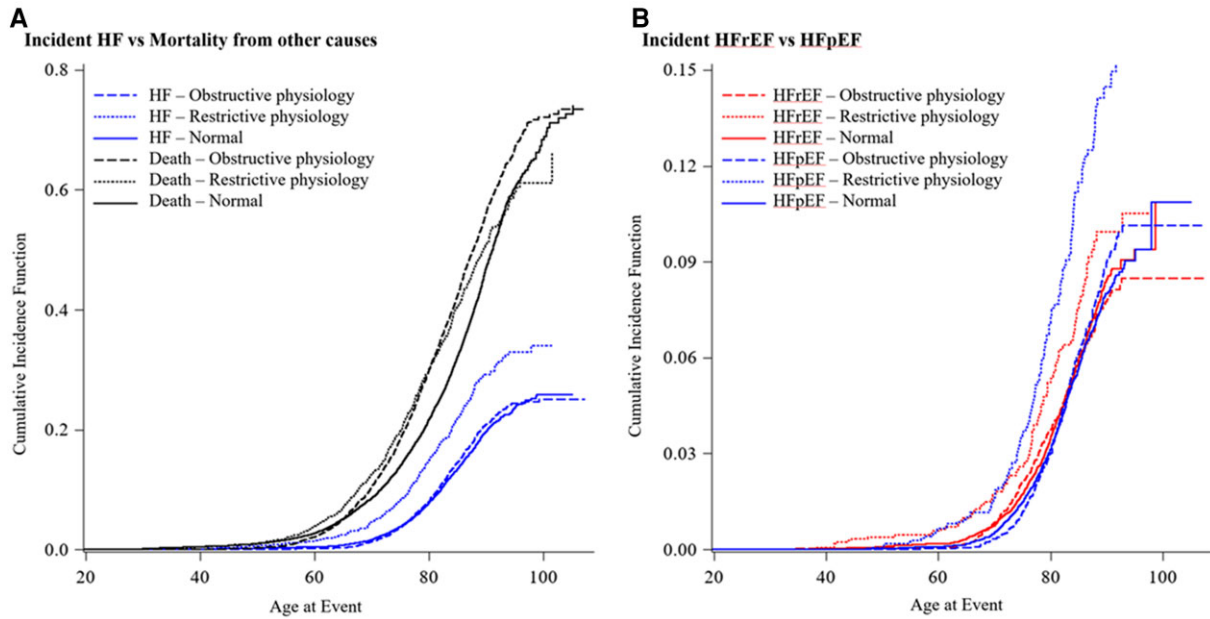 A
Incident HF vs Mortality from other causes
0.8
0.6
0.4
0.2
0.0
Cumulative Incidence Function
HF – Obstructive physiology
HF – Restrictive physiology
HF – Normal
Death – Obstructive physiology
Death – Restrictive physiology
Death – Normal
20 40 60 80 100
Age at Event
B
Incident HFrEF vs HFpEF
0.15
0.12
0.09
0.06
0.03
0.00
Cumulative Incidence Function
HFrEF – Obstructive physiology
HFrEF – Restrictive physiology
HFrEF – Normal
HFpEF – Obstructive physiology
HFpEF – Restrictive physiology
HFpEF – Normal
20 40 60 80 100
Age at Event